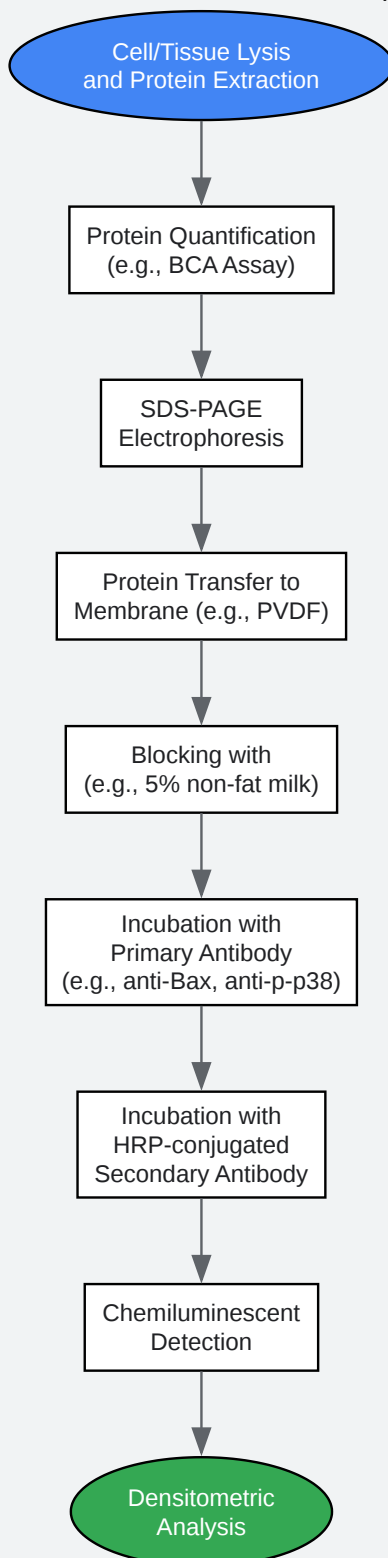 Cell/Tissue Lysis
and Protein Extraction
Protein Quantification
(e.g., BCA Assay)
SDS-PAGE
Electrophoresis
Protein Transfer to
Membrane (e.g., PVDF)
Blocking with
(e.g., 5% non-fat milk)
Incubation with
Primary Antibody
(e.g., anti-Bax, anti-p-p38)
Incubation with
HRP-conjugated
Secondary Antibody
Chemiluminescent
Detection
Densitometric
Analysis